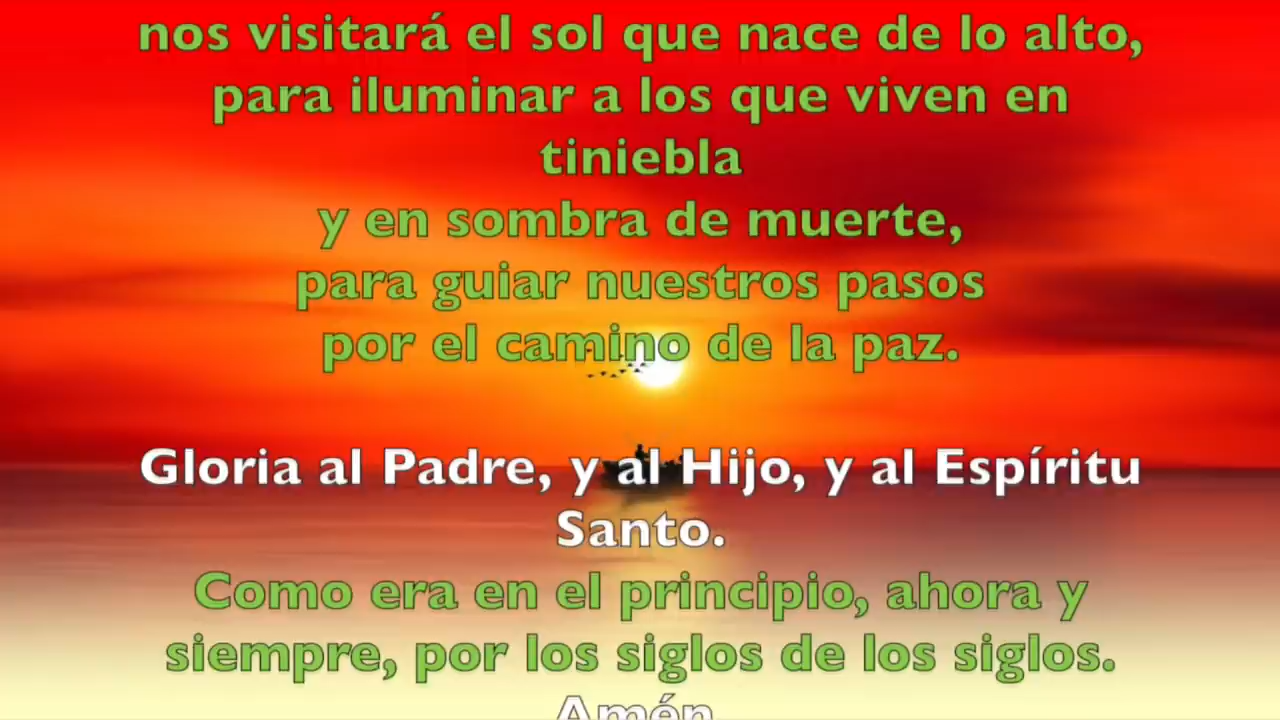 nos visitará el sol que nace de lo alto,
para iluminar a los que viven en
tiniebla
y en sombra de muerte,
para guiar nuestros pasos
por el camino de la paz.
Gloria al Padre, y al Hijo, y al Espíritu
Santo.
Como era en el principio, ahora y
siempre, por los siglos de los siglos.
Amén